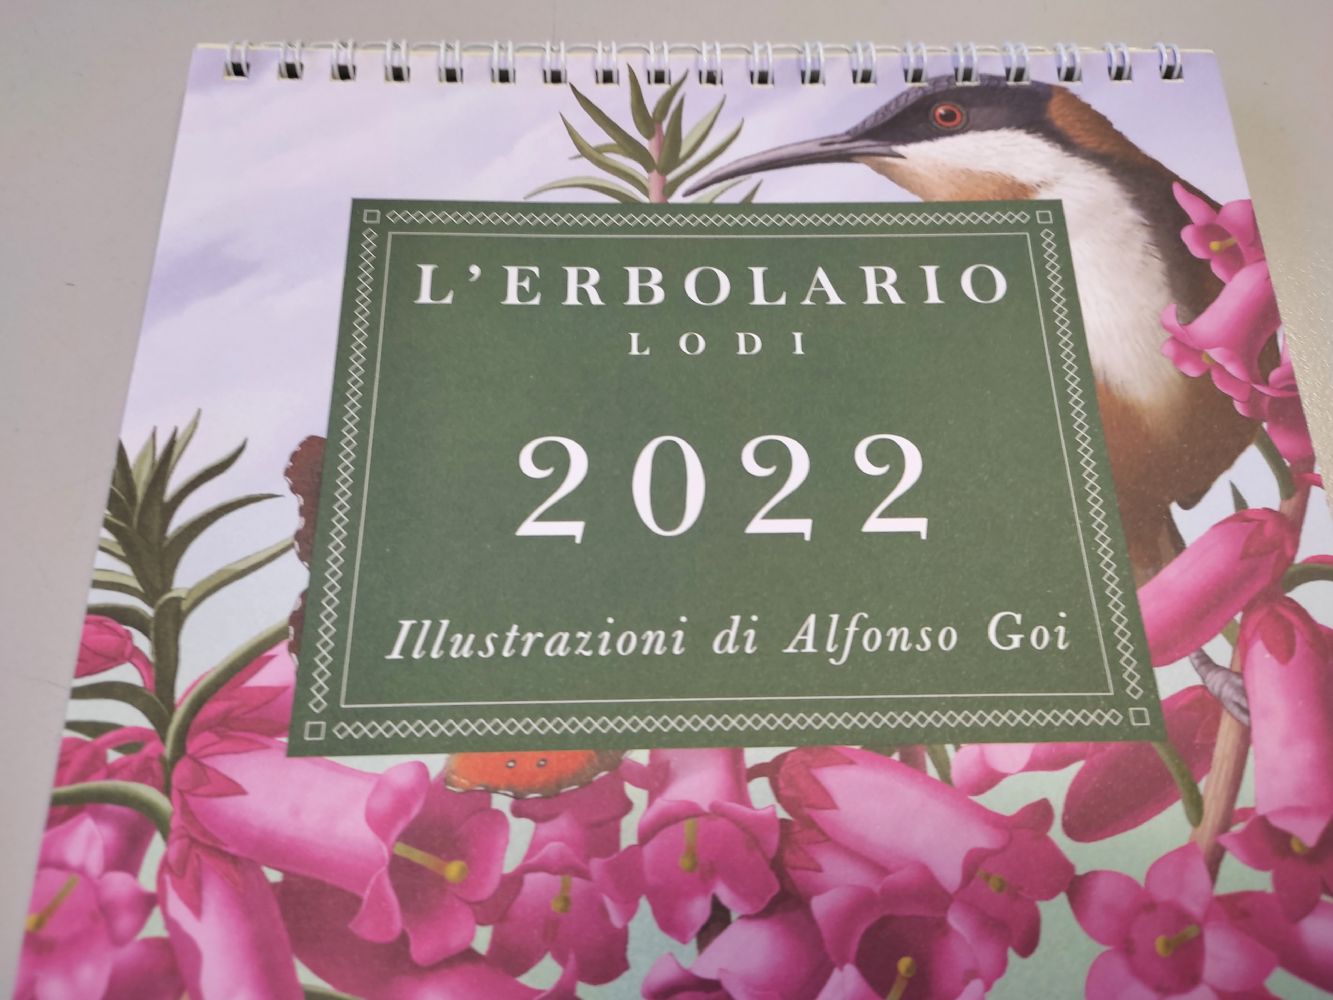 L'ERBOLARIO
LODI
2022
Illustrazioni di Alfonso Goi